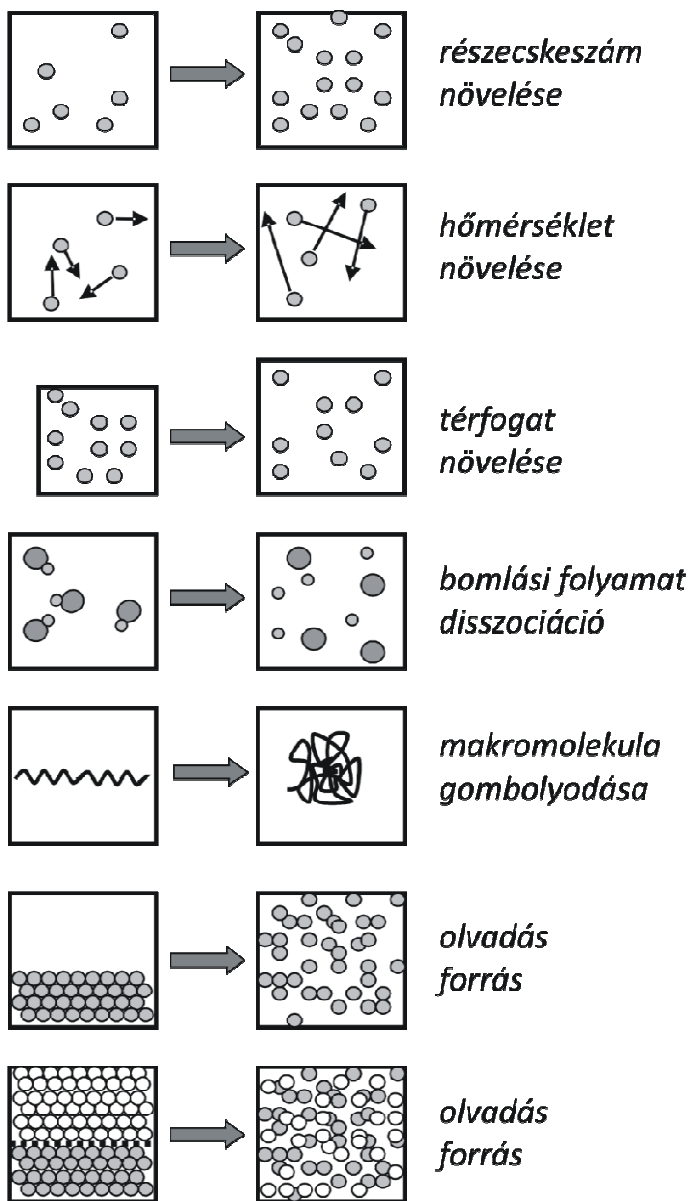 részecskeszám
növelése
hőmérséklet
növelése
térfogat
növelése
bomlási folyamat
disszociáció
makromolekula
gombolyodása
olvadás
forrás
olvadás
forrás